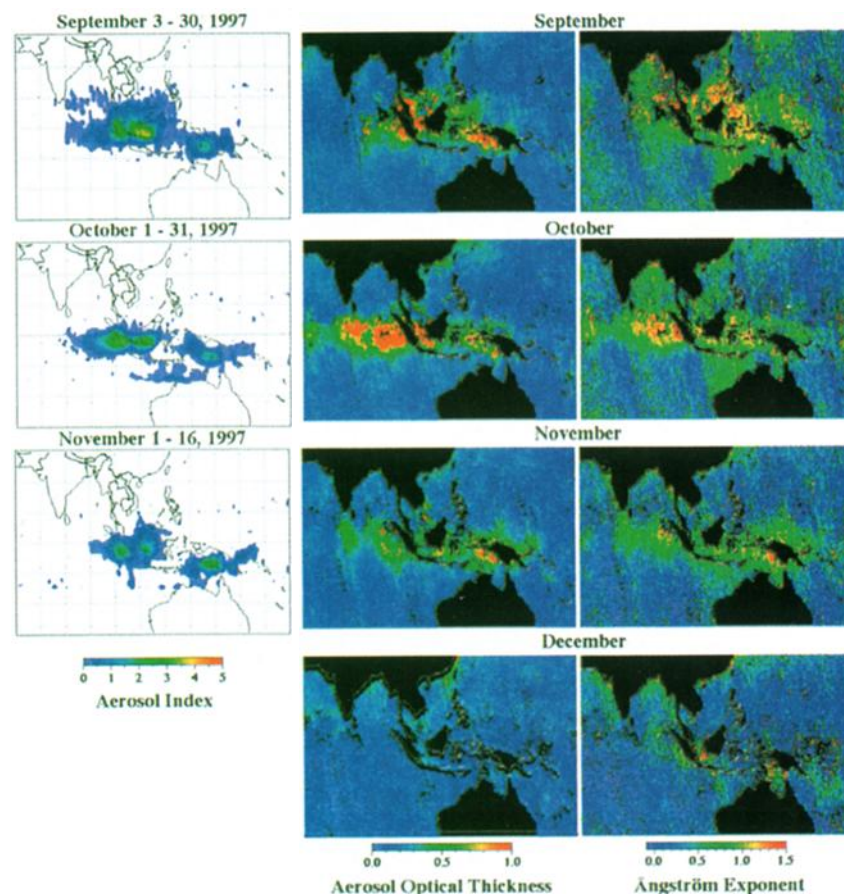 September 3 - 30, 1997
September
October 1 - 31, 1997
October
November 1 - 16, 1997
November
December
0 1 2 3 4 5
Aerosol Index
0.0 0.5 1.0
Aerosol Optical Thickness
0.0 0.5 1.0 1.5
Ångström Exponent